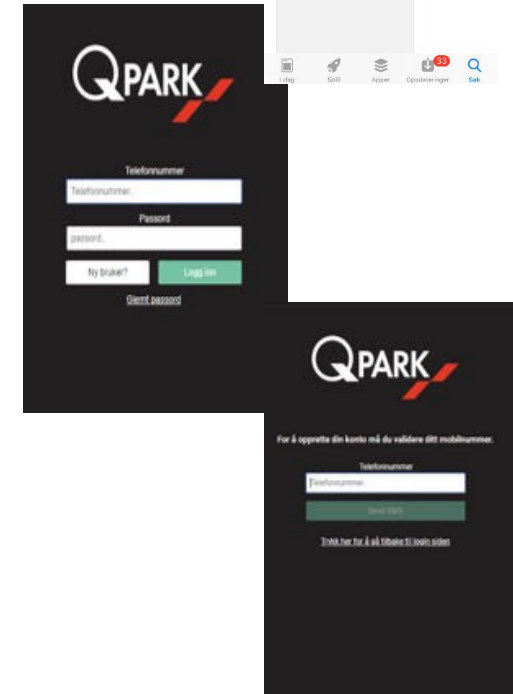 QPARK
Telefonnummer
Telefonnummer.
Passord
passord..
Ny bruker?
Logg inn
Glemt passord
33
I dag
Spill
Apper
Oppdateringer
Søk
QPARK
For å opprette din konto må du validere ditt mobilnummer.
Telefonnummer
Telefonnummer.
Send SMS
Trykk her for å gå tilbake til login siden